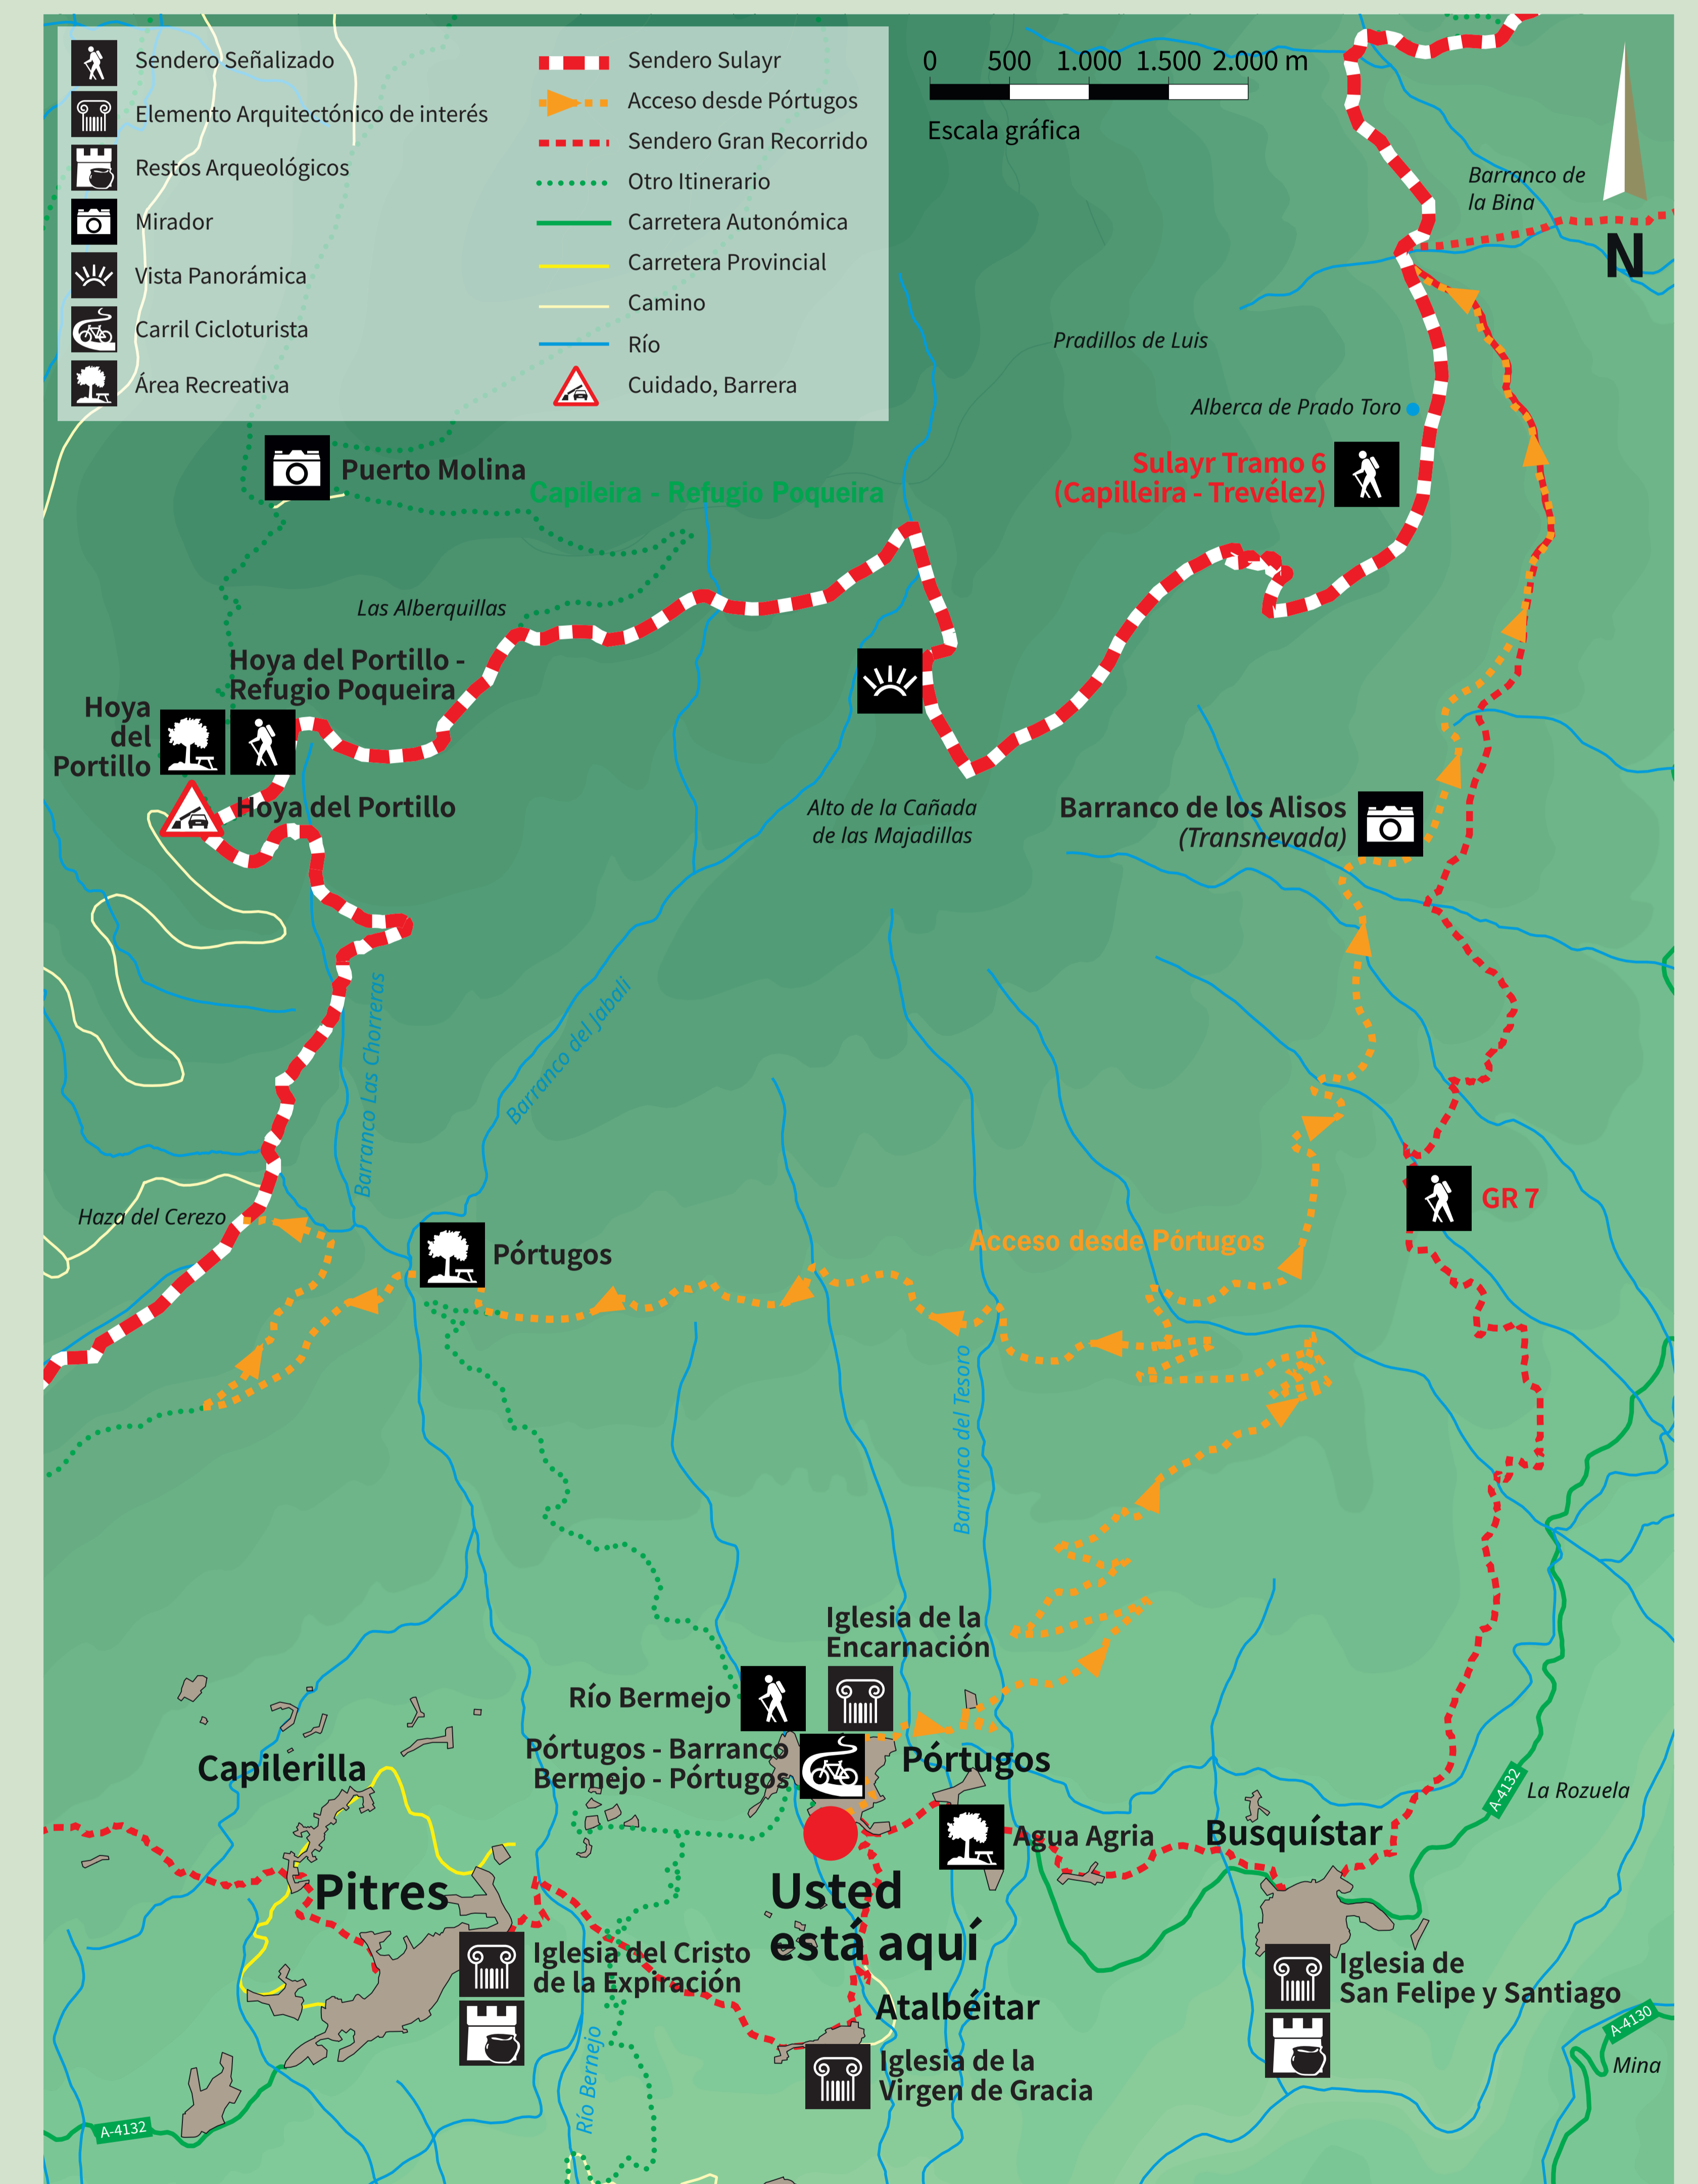 Sendero Señalizado
Elemento Arquitectónico de interés
Restos Arqueológicos
Mirador
Vista Panorámica
Carril Cicloturista
Área Recreativa
Sendero Sulayr
Acceso desde Pórtugos
Sendero Gran Recorrido
Otro Itinerario
Carretera Autonómica
Carretera Provincial
Camino
Río
Cuidado, Barrera
0 500 1.000 1.500 2.000 m
Escala gráfica
Barranco de
la Bina
N
Pradillos de Luis
Alberca de Prado Toro
Sulayr Tramo 6
(Capilleira - Trevélez)
Puerto Molina
Capileira - Refugio Poqueira
Las Alberquillas
Hoya del Portillo -
Refugio Poqueira
Hoya
del
Portillo
Hoya del Portillo
Alto de la Cañada
de las Majadillas
Barranco de los Alisos
(Transnevada)
Barranco Las Chorreras
Barranco del Jabali
Haza del Cerezo
Pórtugos
Acceso desde Pórtugos
GR 7
Barranco del Tesoro
Iglesia de la
Encarnación
Río Bermejo
Pórtugos - Barranco
Bermejo - Pórtugos
Pórtugos
Capilerilla
A-4132
La Rozuela
Agua Agria
Busquístar
Pitres
Usted
está aquí
Iglesia del Cristo
de la Expiración
Iglesia de
San Felipe y Santiago
Atalbéitar
A-4130
Mina
Iglesia de la
Virgen de Gracia
Río Bernejo
A-4132